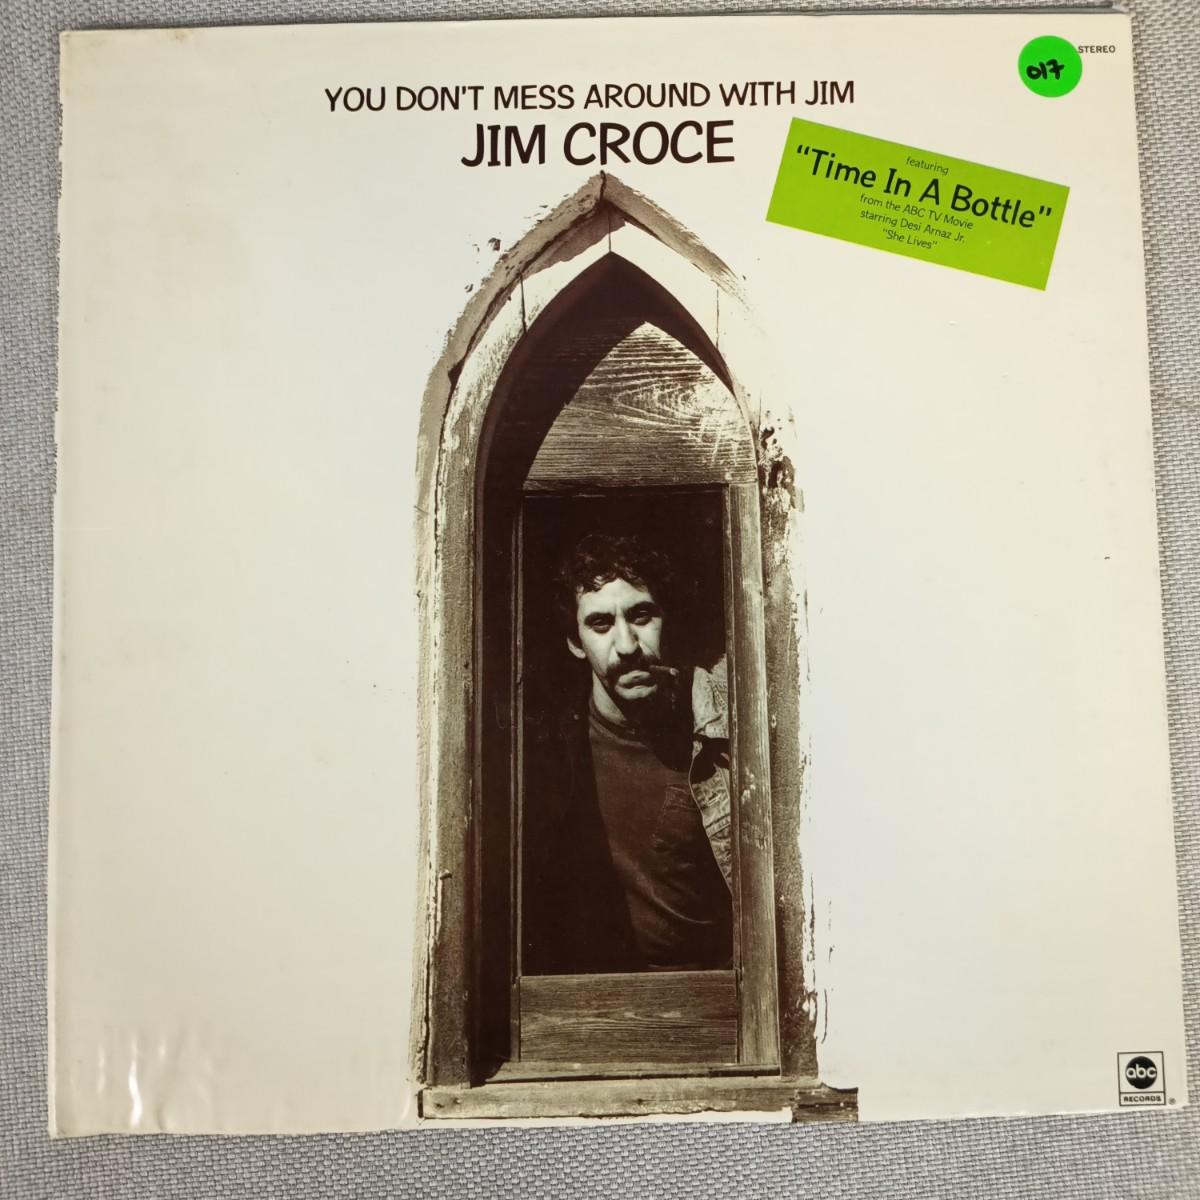 STEREO
017
YOU DON'T MESS AROUND WITH JIM
JIM CROCE
featuring
"Time In A Bottle"
from the ABC TV Movie
starring Desi Arnaz Jr.
"She Lives"
abc
RECORDS ®